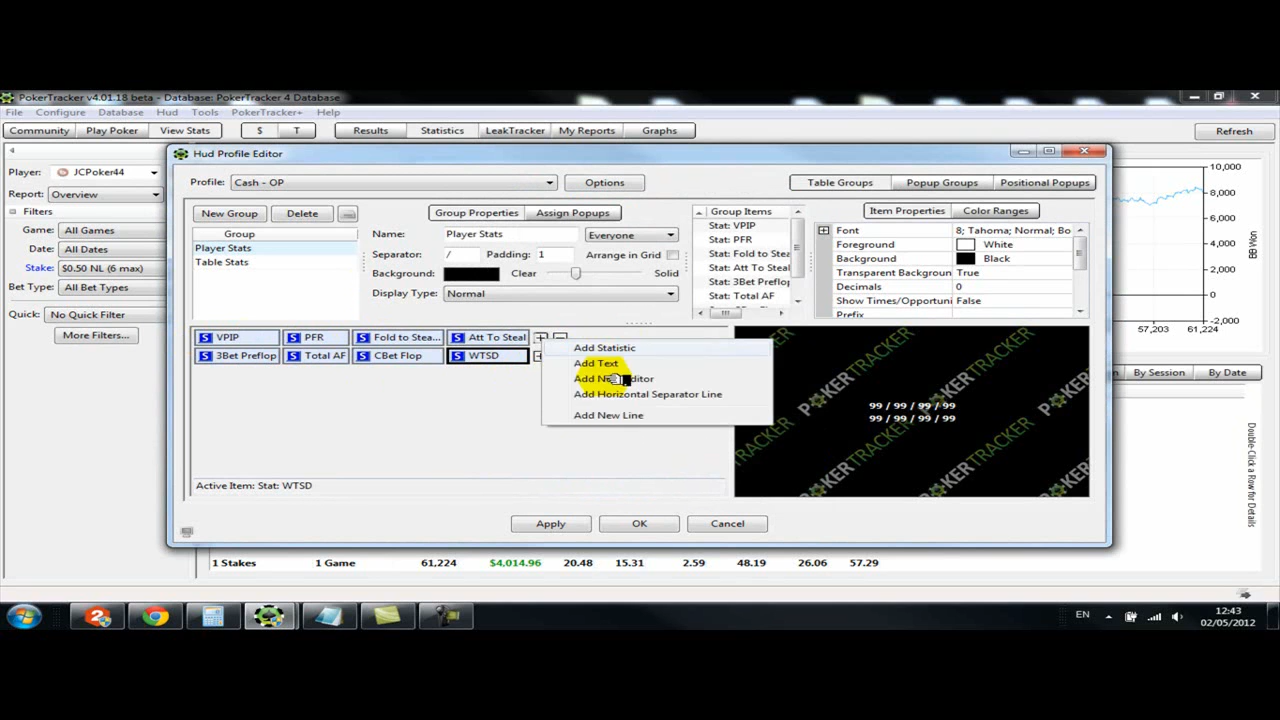 PokerTracker v4.01.18 beta - Database: PokerTracker 4 Database
File Configure Database Hud Tools PokerTracker+ Help
Community Play Poker View Stats $ T Results Statistics LeakTracker My Reports Graphs Refresh
Player: JCPoker44
Report: Overview
Filters
Game: All Games
Date: All Dates
Stake: $0.50 NL (6 max)
Bet Type: All Bet Types
Quick: No Quick Filter
More Filters...
Hud Profile Editor
Profile: Cash - OP Options Table Groups Popup Groups Positional Popups
New Group Delete Group Properties Assign Popups Group Items Item Properties Color Ranges
Group
Player Stats
Table Stats
Name: Player Stats Everyone
Separator: / Padding: 1 Arrange in Grid
Background: Clear Solid
Display Type: Normal
Stat: VPIP
Stat: PFR
Stat: Fold to Stea
Stat: Att To Steal
Stat: 3Bet Preflop
Stat: Total AF
Font 8; Tahoma; Normal; Bo
Foreground White
Background Black
Transparent Backgroun True
Decimals 0
Show Times/Opportuni False
Prefix
S VPIP S PFR S Fold to Stea... S Att To Steal
S 3Bet Preflop S Total AF S CBet Flop S WTSD
Add Statistic
Add Text
Add Horizontal Separator Line
Add New Line
99 / 99 / 99 / 99
99 / 99 / 99 / 99
POKERTRACKER
POKERTRACKER
POKERTRACKER
Active Item: Stat: WTSD
Apply OK Cancel
10,000
8,000
6,000
4,000
2,000
0
-2,000
57,203 61,224
By Session By Date
Double-Click a Row for Details
1 Stakes 1 Game 61,224 $4,014.96 20.48 15.31 2.59 48.19 26.06 57.29
EN
12:43
02/05/2012